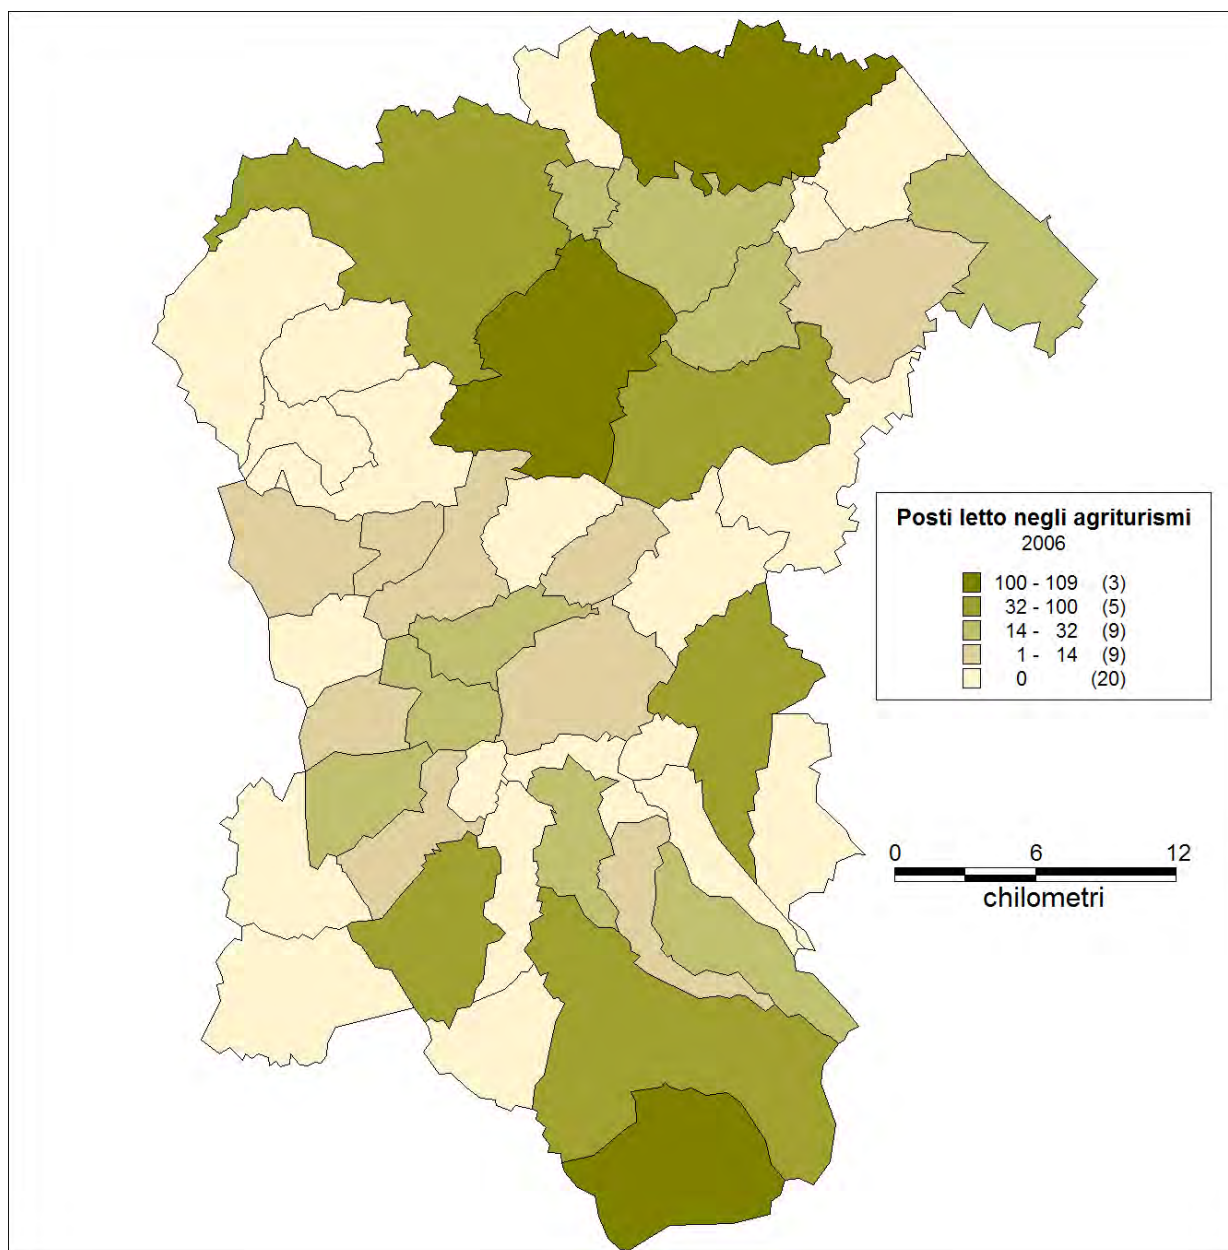 Posti letto negli agriturismi
2006
100 - 109 (3)
32 - 100 (5)
14 - 32 (9)
1 - 14 (9)
0 (20)
0 6 12
chilometri